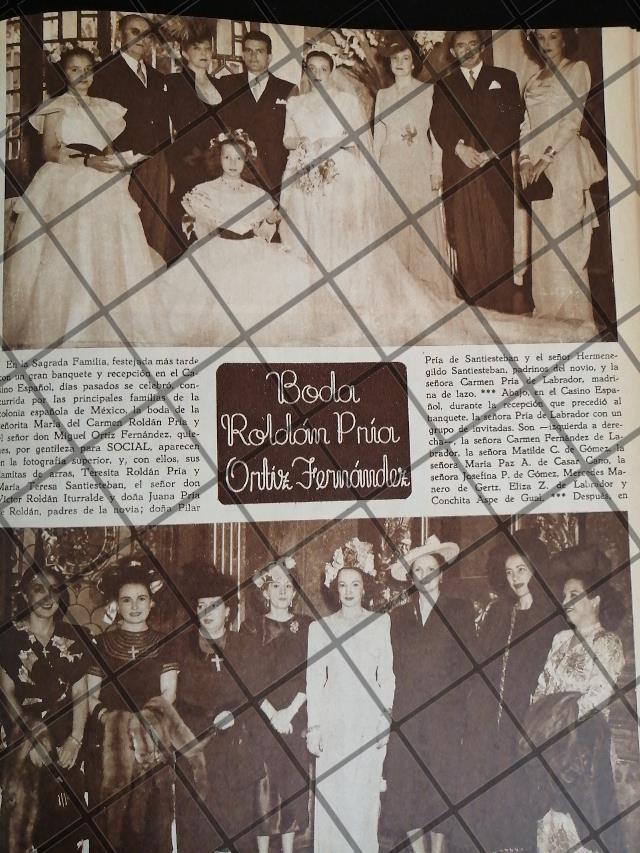 En la Sagrada Familia, festejada más tarde
con un gran banquete y recepción en el Ca-
sino Español, días pasados se celebró con-
currida por las principales familias de la
colonia española de México, la boda de la
señorita María del Carmen Roldán Pría y
el señor don Miguel Ortiz Fernández, quie-
nes, por gentileza para SOCIAL, aparecen
en la fotografía superior, y, con ellos, sus
damitas de arras, Teresita Roldán Pría y
María Teresa Santiesteban, el señor don
Víctor Roldán Iturralde y doña Juana Pría
de Roldán, padres de la novia; doña Pilar
Boda
Roldán Pría
Ortiz Fernández
Pría de Santiesteban y el señor Hermene-
gildo Santiesteban, padrinos del novio, y la
señora Carmen Pría de Labrador, madri-
na de lazo. *** Abajo, en el Casino Espa-
ñol, durante la recepción que precedió al
banquete, la señora Pría de Labrador con un
grupo de invitadas. Son —izquierda a dere-
cha—, la señora Carmen Fernández de La-
brador, la señora Matilde C. de Gómez, la
señora María Paz A. de Caso Cano, la
señora Josefina P. de Gómez, Mercedes Ma-
nero de Gertz, Eliza Z. de Labrador y
Conchita Aspe de Gual. *** Después, en